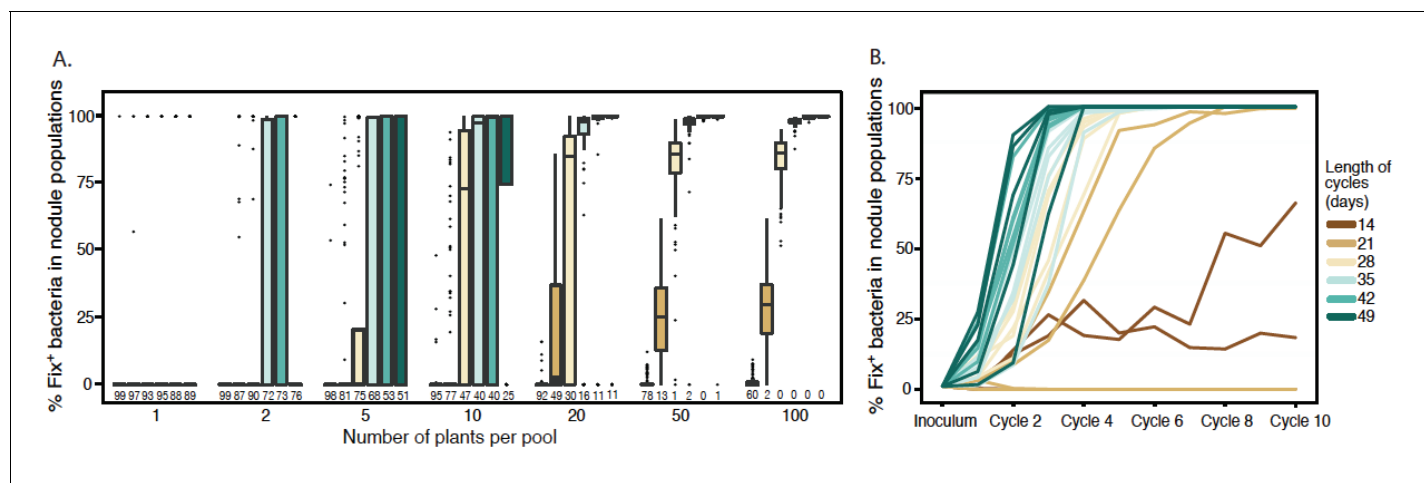 A.
% Fix+ bacteria in nodule populations
100
75
50
25
0
99 97 93 95 88 89
99 87 90 72 73 76
98 81 75 68 53 51
95 77 47 40 40 25
92 49 30 16 11 11
78 13 1 2 0 1
60 2 0 0 0 0
1 2 5 10 20 50 100
Number of plants per pool
B.
% Fix+ bacteria in nodule populations
100
75
50
25
0
Inoculum Cycle 2 Cycle 4 Cycle 6 Cycle 8 Cycle 10
Length of
cycles
(days)
14
21
28
35
42
49